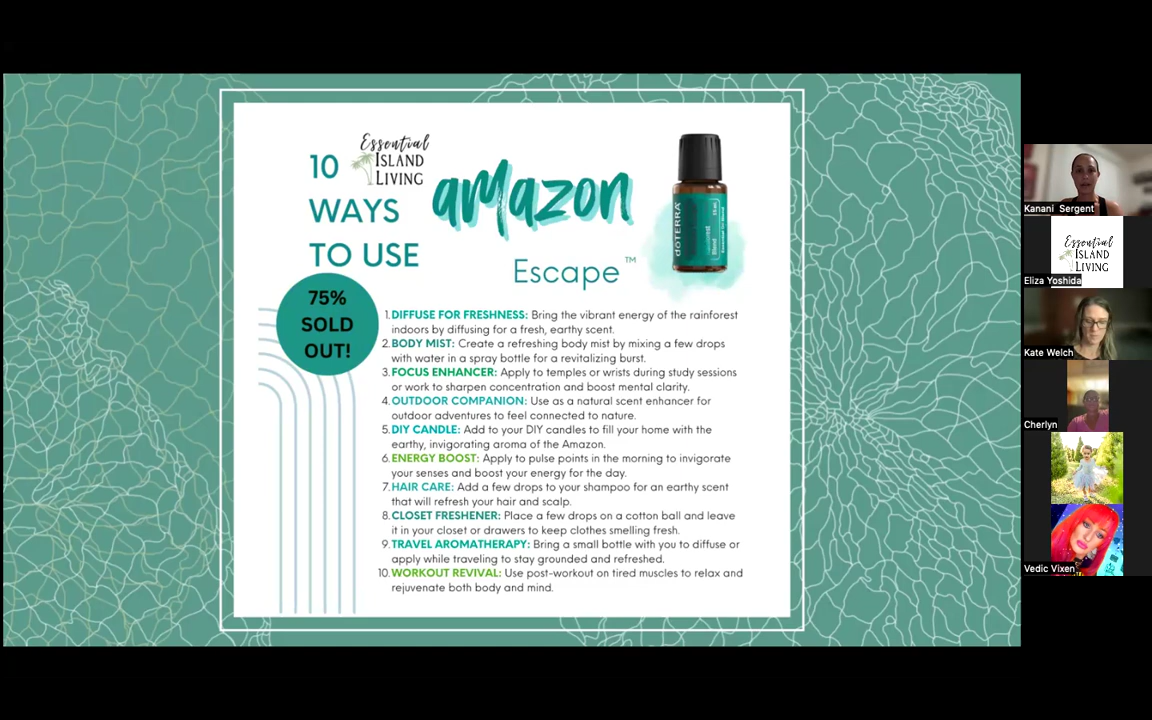 10
WAYS
TO USE
Essential
ISLAND
LIVING
amazon
Escape™
dōTERRA
75%
SOLD
OUT!
1. DIFFUSE FOR FRESHNESS: Bring the vibrant energy of the rainforest
indoors by diffusing for a fresh, earthy scent.
2. BODY MIST: Create a refreshing body mist by mixing a few drops
with water in a spray bottle for a revitalizing burst.
3. FOCUS ENHANCER: Apply to temples or wrists during study sessions
or work to sharpen concentration and boost mental clarity.
4. OUTDOOR COMPANION: Use as a natural scent enhancer for
outdoor adventures to feel connected to nature.
5. DIY CANDLE: Add to your DIY candles to fill your home with the
earthy, invigorating aroma of the Amazon.
6. ENERGY BOOST: Apply to pulse points in the morning to invigorate
your senses and boost your energy for the day.
7. HAIR CARE: Add a few drops to your shampoo for an earthy scent
that will refresh your hair and scalp.
8. CLOSET FRESHENER: Place a few drops on a cotton ball and leave
it in your closet or drawers to keep clothes smelling fresh.
9. TRAVEL AROMATHERAPY: Bring a small bottle with you to diffuse or
apply while traveling to stay grounded and refreshed.
10. WORKOUT REVIVAL: Use post-workout on tired muscles to relax and
rejuvenate both body and mind.
Kanani Sergent
Essential
ISLAND
LIVING
Eliza Yoshida
Kate Welch
Cherlyn
Vedic Vixen